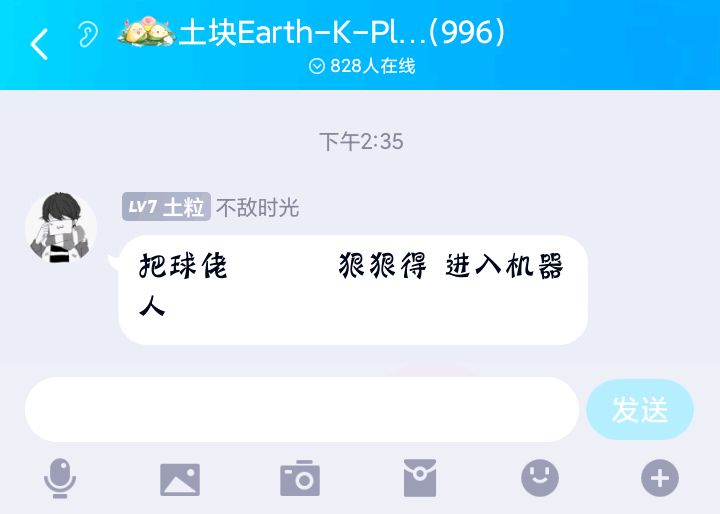 土块Earth-K-Pl...(996)
828人在线
下午2:35
LV7 土粒 不敌时光
把球佬 狠狠得 进入机器
人
发送